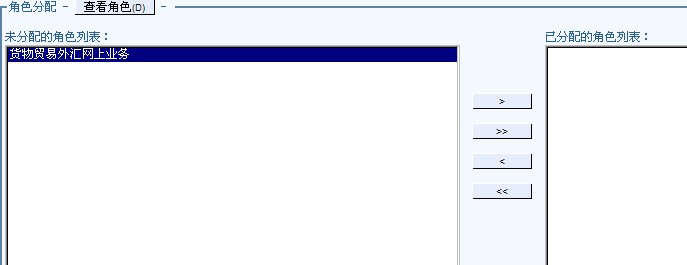 角色分配 - 查看角色(D) -
未分配的角色列表：
已分配的角色列表：
货物贸易外汇网上业务
>
>>
<
<<